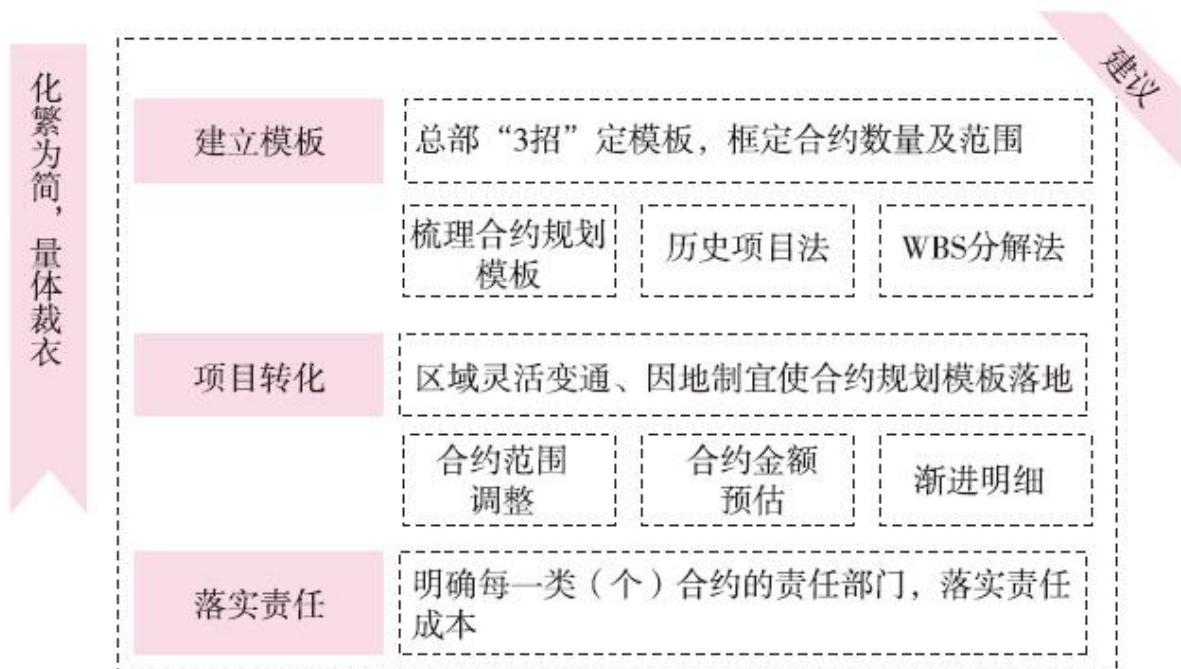 化繁为简，量体裁衣
建议
建立模板
总部“3招”定模板，框定合约数量及范围
梳理合约规划
模板
历史项目法
WBS分解法
项目转化
区域灵活变通、因地制宜使合约规划模板落地
合约范围
调整
合约金额
预估
渐进明细
落实责任
明确每一类（个）合约的责任部门，落实责任
成本